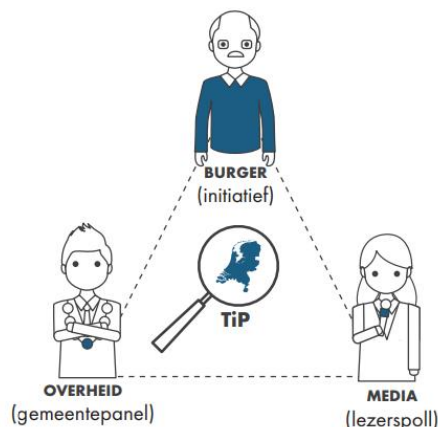 BURGER
(initiatief)
TiP
OVERHEID
(gemeentepanel)
MEDIA
(lezerspoll)